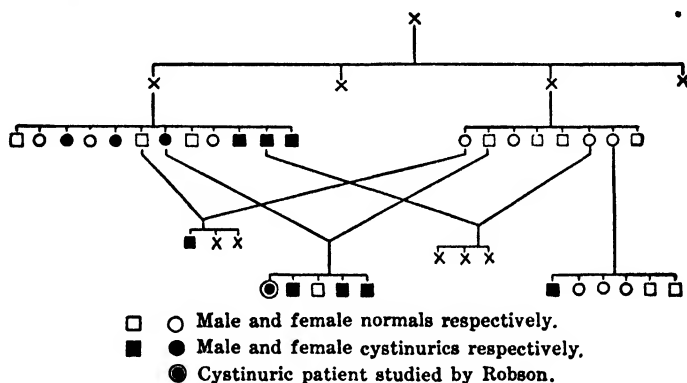 Male and female normals respectively.
Male and female cystinurics respectively.
Cystinuric patient studied by Robson.